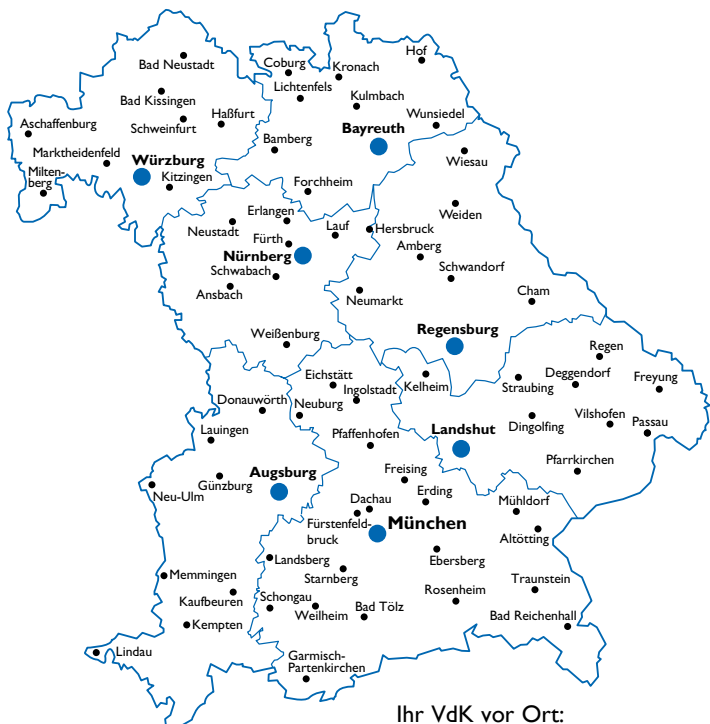 Hof
Coburg
Kronach
Bad Neustadt
Lichtenfels
Bad Kissingen
Kulmbach
Haßfurt
Wunsiedel
Aschaffenburg
Schweinfurt
Bayreuth
Bamberg
Wiesau
Marktheidenfeld
Würzburg
Milten-
berg
Kitzingen
Forchheim
Weiden
Erlangen
Neustadt
Lauf
Hersbruck
Fürth
Amberg
Nürnberg
Schwabach
Schwandorf
Ansbach
Neumarkt
Cham
Weißenburg
Regensburg
Regen
Eichstätt
Kelheim
Deggendorf
Straubing
Freyung
Ingolstadt
Donauwörth
Neuburg
Vilshofen
Dingolfing
Passau
Lauingen
Pfaffenhofen
Landshut
Pfarrkirchen
Freising
Augsburg
Günzburg
Neu-Ulm
Erding
Mühldorf
Dachau
Fürstenfeld-
bruck
München
Altötting
Landsberg
Ebersberg
Starnberg
Memmingen
Traunstein
Kaufbeuren
Schongau
Rosenheim
Weilheim
Bad Tölz
Bad Reichenhall
Kempten
Lindau
Garmisch-
Partenkirchen
Ihr VdK vor Ort: